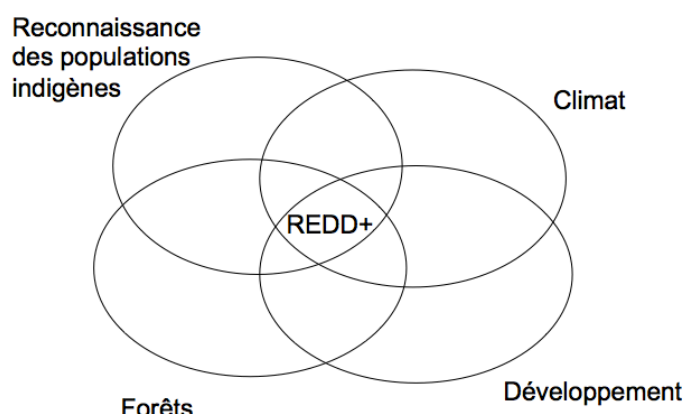 Reconnaissance
des populations
indigènes
Climat
REDD+
Développement
Forêts